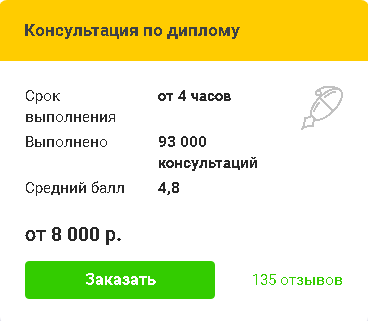 Консультация по диплому
Срок от 4 часов
выполнения
Выполнено 93 000
консультаций
Средний балл 4,8
от 8 000 р.
Заказать 135 отзывов